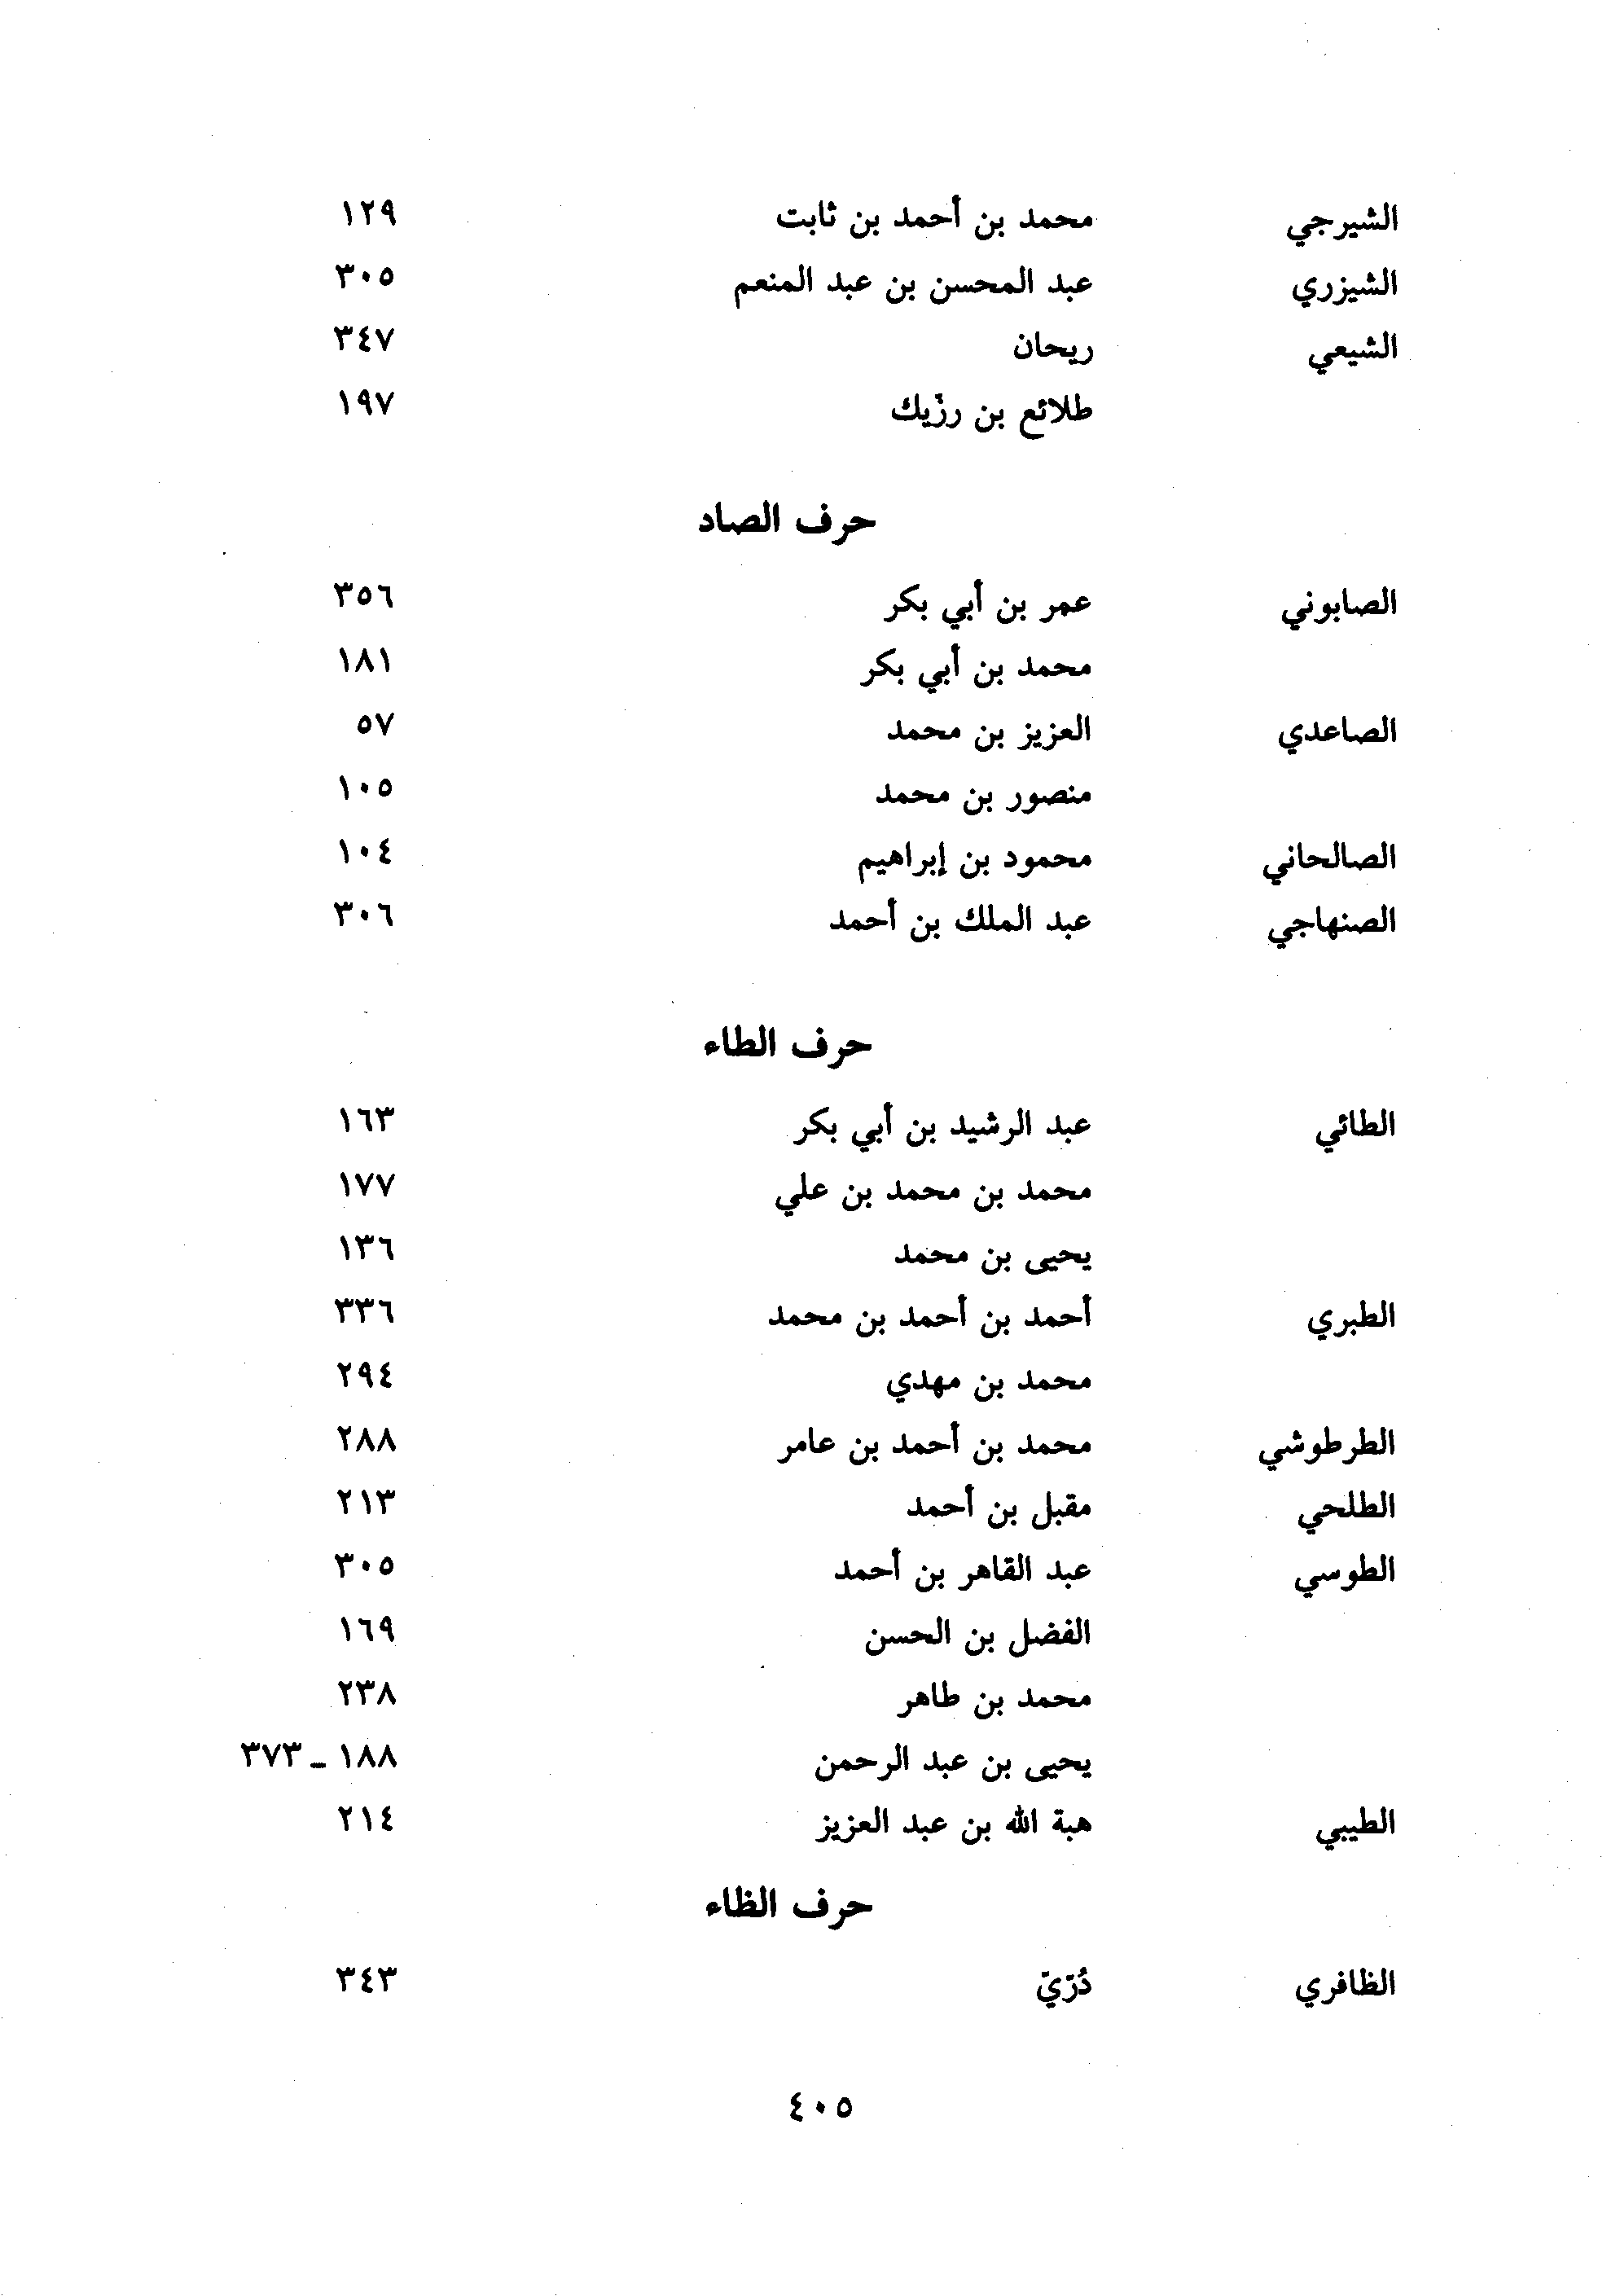 الشيرجي محمد بن أحمد بن ثابت ١٢٩
الشيزري عبد المحسن بن عبد المنعم ٣٠٥
الشيعي ريحان ٣٤٧
طلائع بن رزّيك ١٩٧
حرف الصاد
الصابوني عمر بن أبي بكر ٣٥٦
محمد بن أبي بكر ١٨١
الصاعدي العزيز بن محمد ٥٧
منصور بن محمد ١٠٥
الصالحاني محمود بن إبراهيم ١٠٤
الصنهاجي عبد الملك بن أحمد ٣٠٦
حرف الطاء
الطائي عبد الرشيد بن أبي بكر ١٦٣
محمد بن محمد بن علي ١٧٧
يحيى بن محمد ١٣٦
الطبري أحمد بن أحمد بن محمد ٣٣٦
محمد بن مهدي ٢٩٤
الطرطوشي محمد بن أحمد بن عامر ٢٨٨
الطلحي مقبل بن أحمد ٢١٣
الطوسي عبد القاهر بن أحمد ٣٠٥
الفضل بن الحسن ١٦٩
محمد بن طاهر ٢٣٨
يحيى بن عبد الرحمن ١٨٨ ـ ٣٧٣
الطيبي هبة الله بن عبد العزيز ٢١٤
حرف الظاء
الظافري دُرّيّ ٣٤٣
٤٠٥